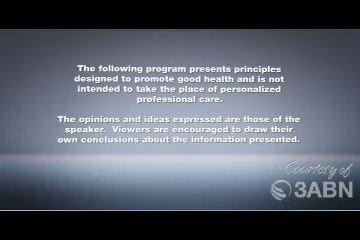 The following program presents principles
designed to promote good health and is not
intended to take the place of personalized
professional care.
The opinions and ideas expressed are those of the
speaker. Viewers are encouraged to draw their
own conclusions about the information presented.
Courtesy of
3ABN